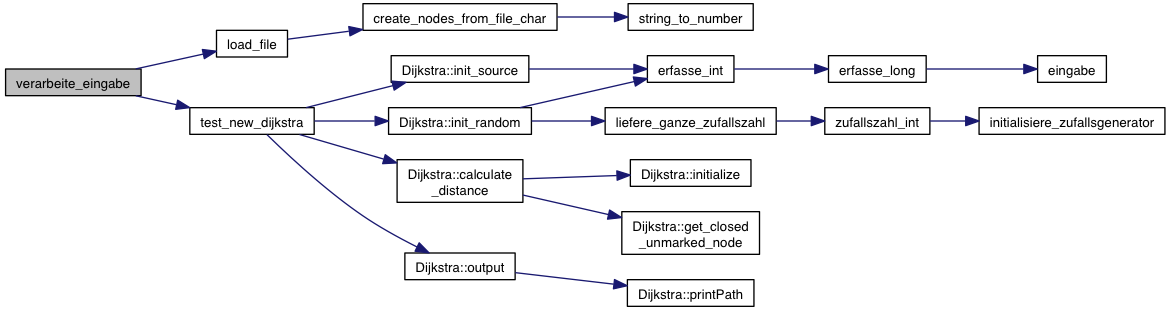 create_nodes_from_file_char
string_to_number
load_file
verarbeite_eingabe
Dijkstra::init_source
erfasse_int
erfasse_long
eingabe
test_new_dijkstra
Dijkstra::init_random
liefere_ganze_zufallszahl
zufallszahl_int
initialisiere_zufallsgenerator
Dijkstra::calculate
_distance
Dijkstra::initialize
Dijkstra::get_closed
_unmarked_node
Dijkstra::output
Dijkstra::printPath